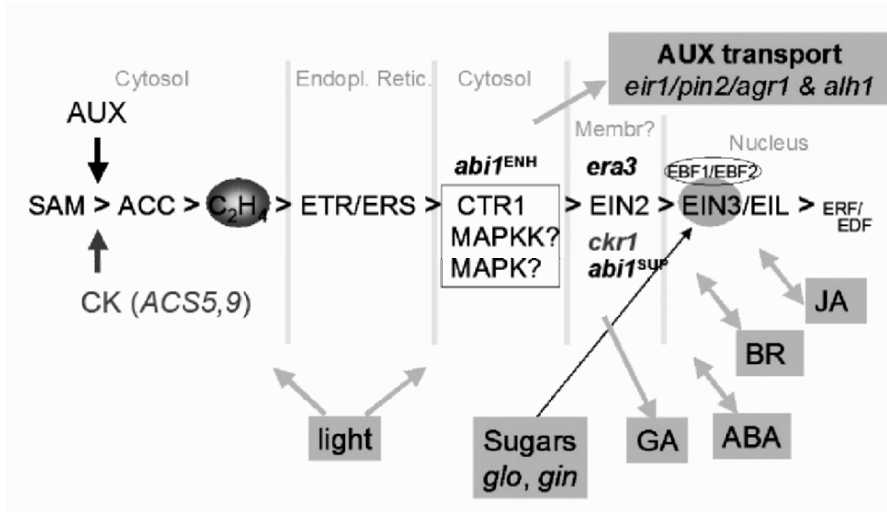 AUX transport
eir1/pin2/agr1 & alh1
Cytosol
Endopl. Retic.
Cytosol
Membr?
Nucleus
AUX
abi1ENH
era3
EBF1/EBF2
SAM > ACC > C2H4 > ETR/ERS > CTR1 > EIN2 > EIN3/EIL > ERF/
EDF
MAPKK?
MAPK?
ckr1
abi1SUP
CK (ACS5,9)
JA
BR
light
Sugars
glo, gin
GA
ABA